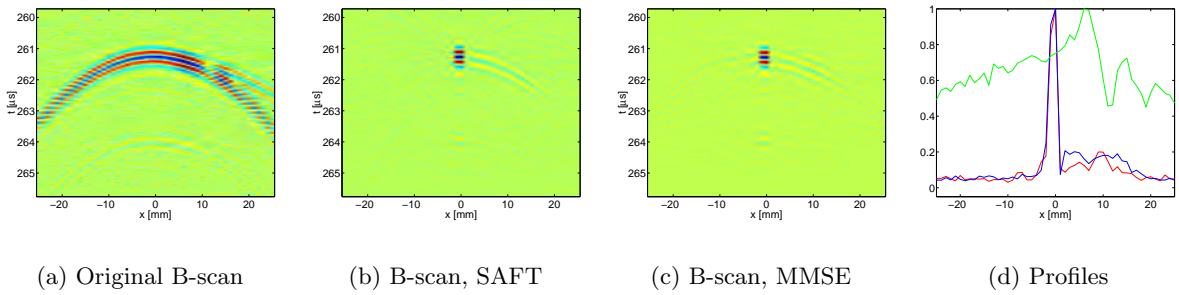 260
261
262
263
264
265
t [µs]
−20 −10 0 10 20
x [mm]
(a) Original B-scan
260
261
262
263
264
265
t [µs]
−20 −10 0 10 20
x [mm]
(b) B-scan, SAFT
260
261
262
263
264
265
t [µs]
−20 −10 0 10 20
x [mm]
(c) B-scan, MMSE
1
0.8
0.6
0.4
0.2
0
−20 −10 0 10 20
x [mm]
(d) Profiles